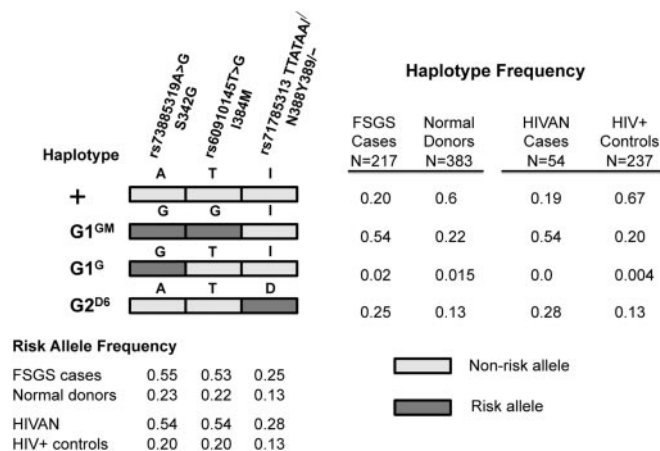 rs73885319A>G
S342G
rs60910145T>G
I384M
rs71785313 TTATAA/
N388Y389/–
Haplotype Frequency
FSGS Cases N=217
Normal Donors N=383
HIVAN Cases N=54
HIV+ Controls N=237
Haplotype
A T I
+ 0.20 0.6 0.19 0.67
G G I
G1GM 0.54 0.22 0.54 0.20
G T I
G1G 0.02 0.015 0.0 0.004
A T D
G2D6 0.25 0.13 0.28 0.13
Risk Allele Frequency
FSGS cases 0.55 0.53 0.25
Normal donors 0.23 0.22 0.13
HIVAN 0.54 0.54 0.28
HIV+ controls 0.20 0.20 0.13
Non-risk allele
Risk allele